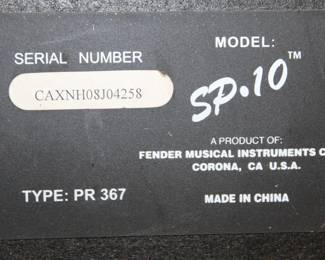 SERIAL NUMBER
CAXNH08J04258
TYPE: PR 367
MODEL:
SP.10™
A PRODUCT OF:
FENDER MUSICAL INSTRUMENTS C
CORONA, CA U.S.A.
MADE IN CHINA